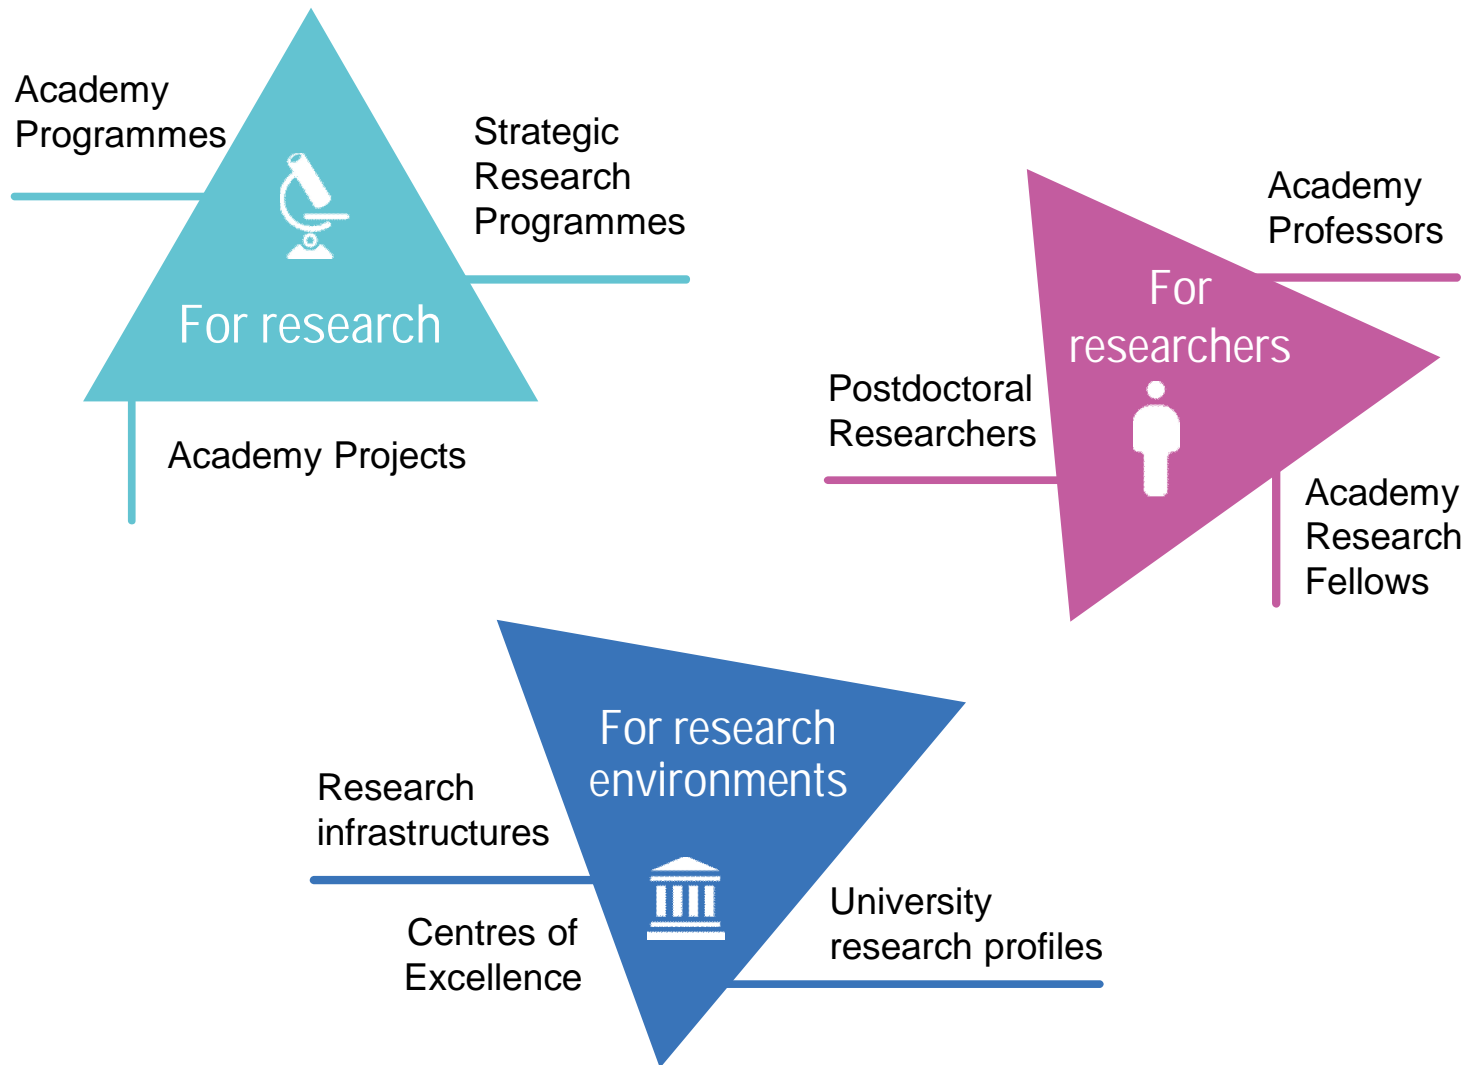 Academy
Programmes
Strategic
Research
Programmes
For research
Academy Projects
Academy
Professors
For
researchers
Postdoctoral
Researchers
Academy
Research
Fellows
For research
environments
Research
infrastructures
Centres of
Excellence
University
research profiles